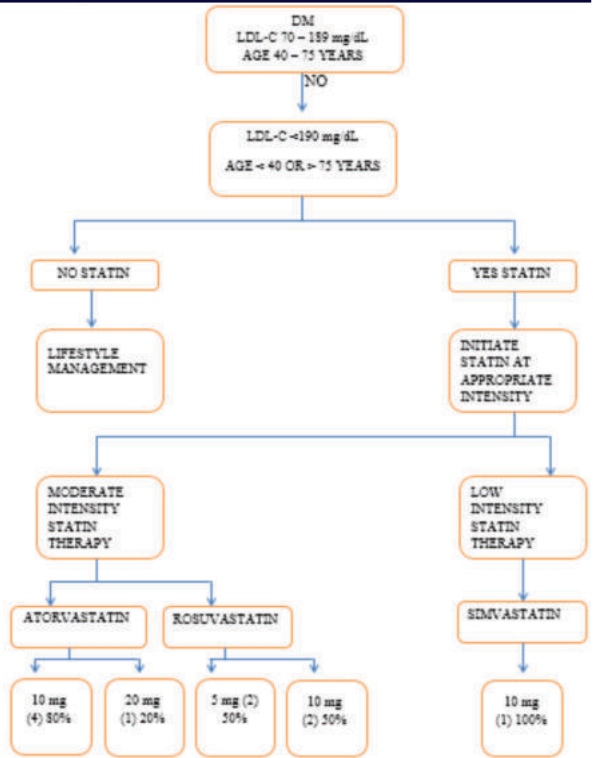 DM
LDL-C 70 – 189 mg/dL
AGE 40 – 75 YEARS
NO
LDL-C <190 mg/dL
AGE < 40 OR > 75 YEARS
NO STATIN
YES STATIN
LIFESTYLE
MANAGEMENT
INITIATE
STATIN AT
APPROPRIATE
INTENSITY
MODERATE
INTENSITY
STATIN
THERAPY
LOW
INTENSITY
STATIN
THERAPY
ATORVASTATIN
ROSUVASTATIN
SIMVASTATIN
10 mg
(4) 80%
20 mg
(1) 20%
5 mg (2)
50%
10 mg
(2) 50%
10 mg
(1) 100%